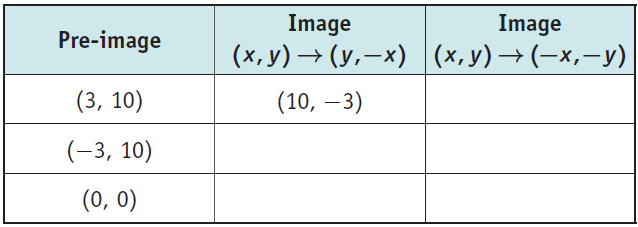 Pre-image
Image
(x, y) → (y,−x)
Image
(x, y) → (−x,−y)
(3, 10)
(10, −3)
(−3, 10)
(0, 0)